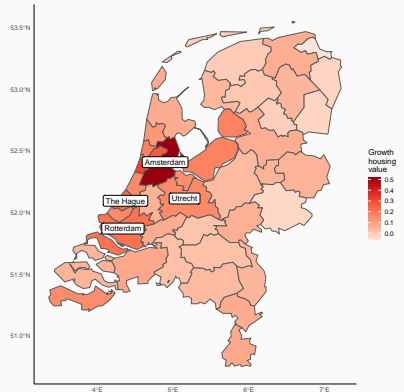 53.5°N
53.0°N
52.5°N
52.0°N
51.5°N
51.0°N
Amsterdam
Utrecht
The Hague
Rotterdam
4°E
5°E
6°E
7°E
Growth
housing
value
0.5
0.4
0.3
0.2
0.1
0.0